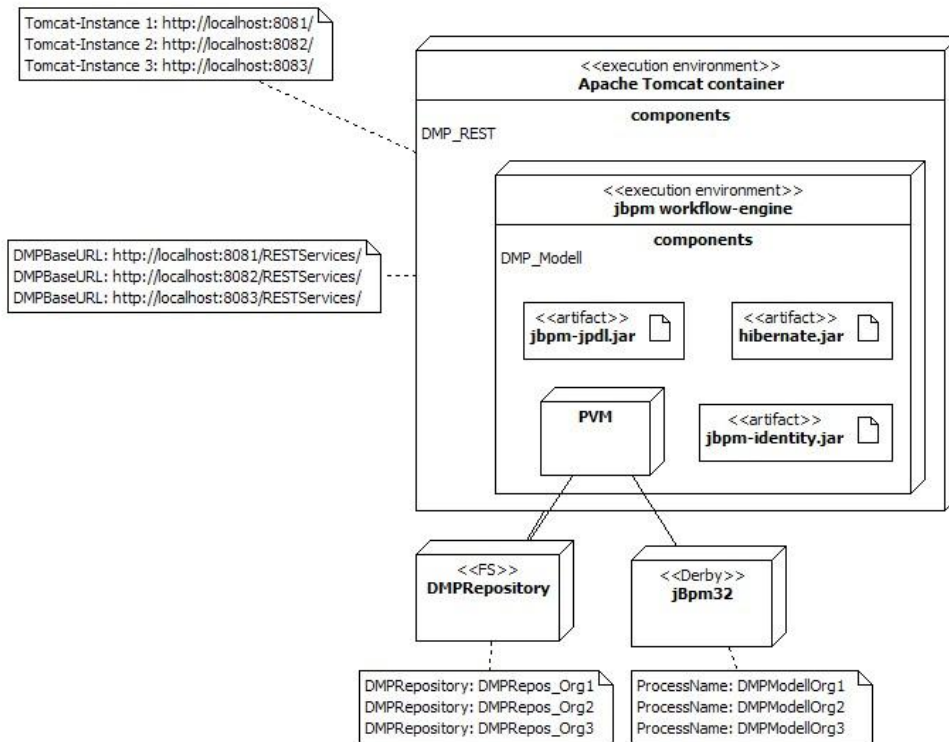 Tomcat-Instance 1: http://localhost:8081/
Tomcat-Instance 2: http://localhost:8082/
Tomcat-Instance 3: http://localhost:8083/
<<execution environment>>
Apache Tomcat container
components
DMP_REST
<<execution environment>>
jbpm workflow-engine
components
DMP_Modell
DMPBaseURL: http://localhost:8081/RESTServices/
DMPBaseURL: http://localhost:8082/RESTServices/
DMPBaseURL: http://localhost:8083/RESTServices/
<<artifact>>
jbpm-jpdl.jar
<<artifact>>
hibernate.jar
PVM
<<artifact>>
jbpm-identity.jar
<<FS>>
DMPRepository
<<Derby>>
jBpm32
DMPRepository: DMPRepos_Org1
DMPRepository: DMPRepos_Org2
DMPRepository: DMPRepos_Org3
ProcessName: DMPModellOrg1
ProcessName: DMPModellOrg2
ProcessName: DMPModellOrg3